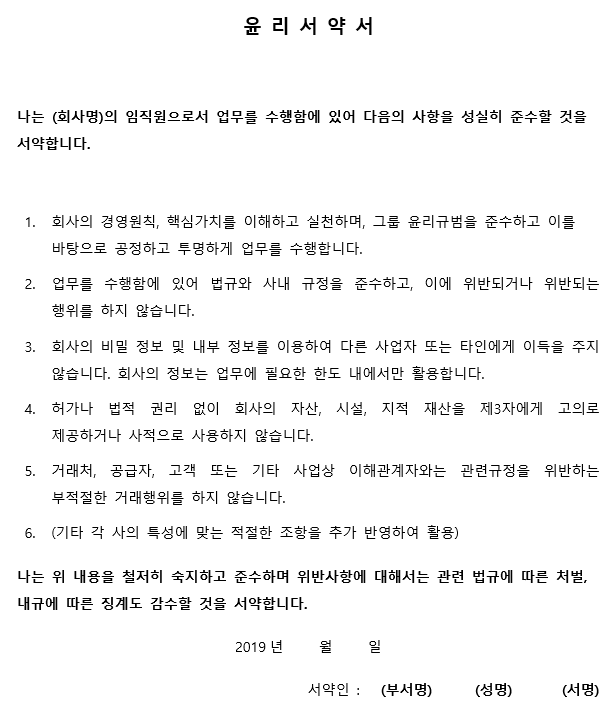 윤 리 서 약 서
나는 (회사명)의 임직원으로서 업무를 수행함에 있어 다음의 사항을 성실히 준수할 것을
서약합니다.
1. 회사의 경영원칙, 핵심가치를 이해하고 실천하며, 그룹 윤리규범을 준수하고 이를
바탕으로 공정하고 투명하게 업무를 수행합니다.
2. 업무를 수행함에 있어 법규와 사내 규정을 준수하고, 이에 위반되거나 위반되는
행위를 하지 않습니다.
3. 회사의 비밀 정보 및 내부 정보를 이용하여 다른 사업자 또는 타인에게 이득을 주지
않습니다. 회사의 정보는 업무에 필요한 한도 내에서만 활용합니다.
4. 허가나 법적 권리 없이 회사의 자산, 시설, 지적 재산을 제3자에게 고의로
제공하거나 사적으로 사용하지 않습니다.
5. 거래처, 공급자, 고객 또는 기타 사업상 이해관계자와는 관련규정을 위반하는
부적절한 거래행위를 하지 않습니다.
6. (기타 각 사의 특성에 맞는 적절한 조항을 추가 반영하여 활용)
나는 위 내용을 철저히 숙지하고 준수하며 위반사항에 대해서는 관련 법규에 따른 처벌,
내규에 따른 징계도 감수할 것을 서약합니다.
2019 년 월 일
서약인 : (부서명) (성명) (서명)